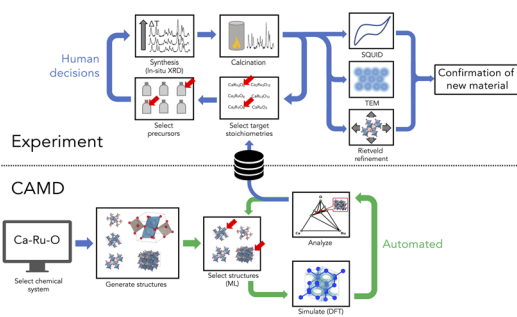 ΔT
Synthesis
(In-situ XRD)
Calcination
SQUID
Human
decisions
TEM
Confirmation of
new material
Select
precursors
Select target
stoichiometries
Rietveld
refinement
Experiment
CAMD
Ca-Ru-O
Select chemical
system
Generate structures
Select structures
(ML)
Analyze
Automated
Simulate (DFT)